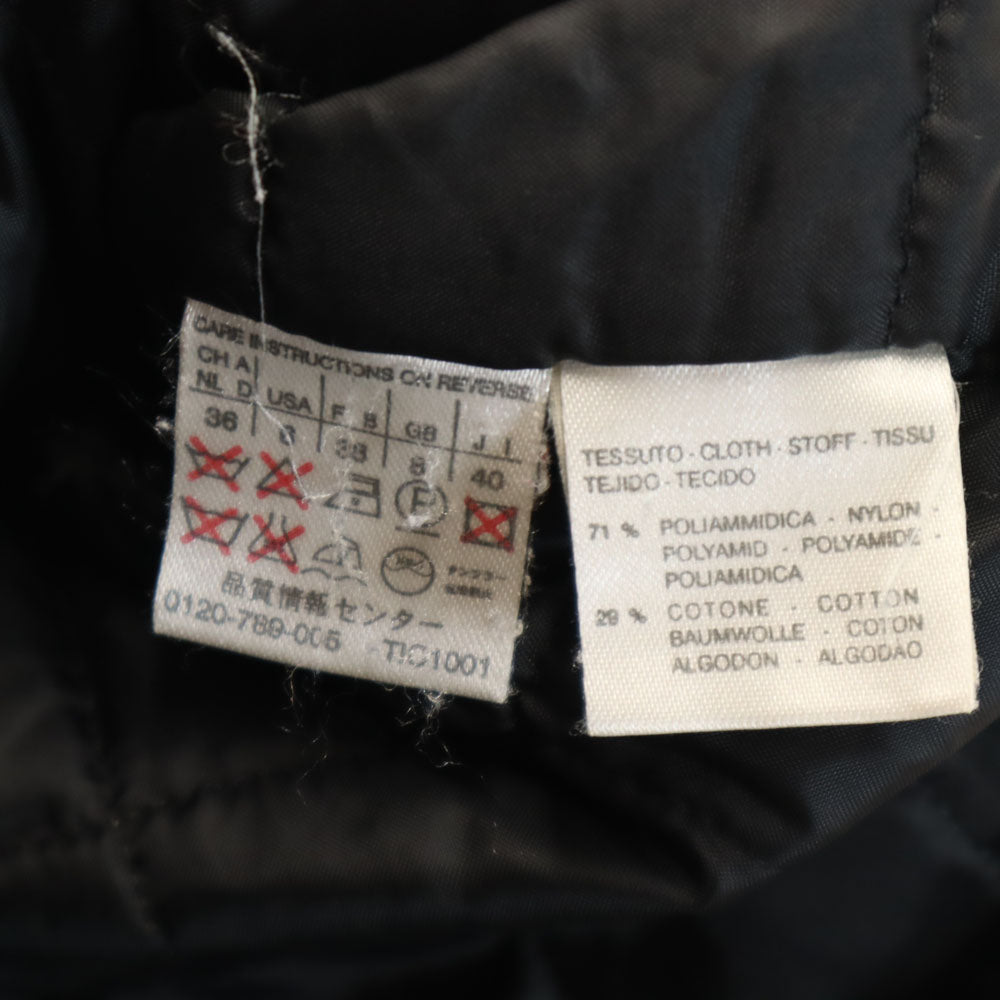 CARE INSTRUCTIONS ON REVERSE
CH A
NL D USA F B GB J I
36 38 8 40
品質情報センター
0120-789-005 TIC1001
TESSUTO - CLOTH - STOFF - TISSU
TEJIDO - TECIDO
71 % POLIAMMIDICA - NYLON -
POLYAMID - POLYAMIDE -
POLIAMIDICA
29 % COTONE - COTTON
BAUMWOLLE - COTON
ALGODON - ALGODAO